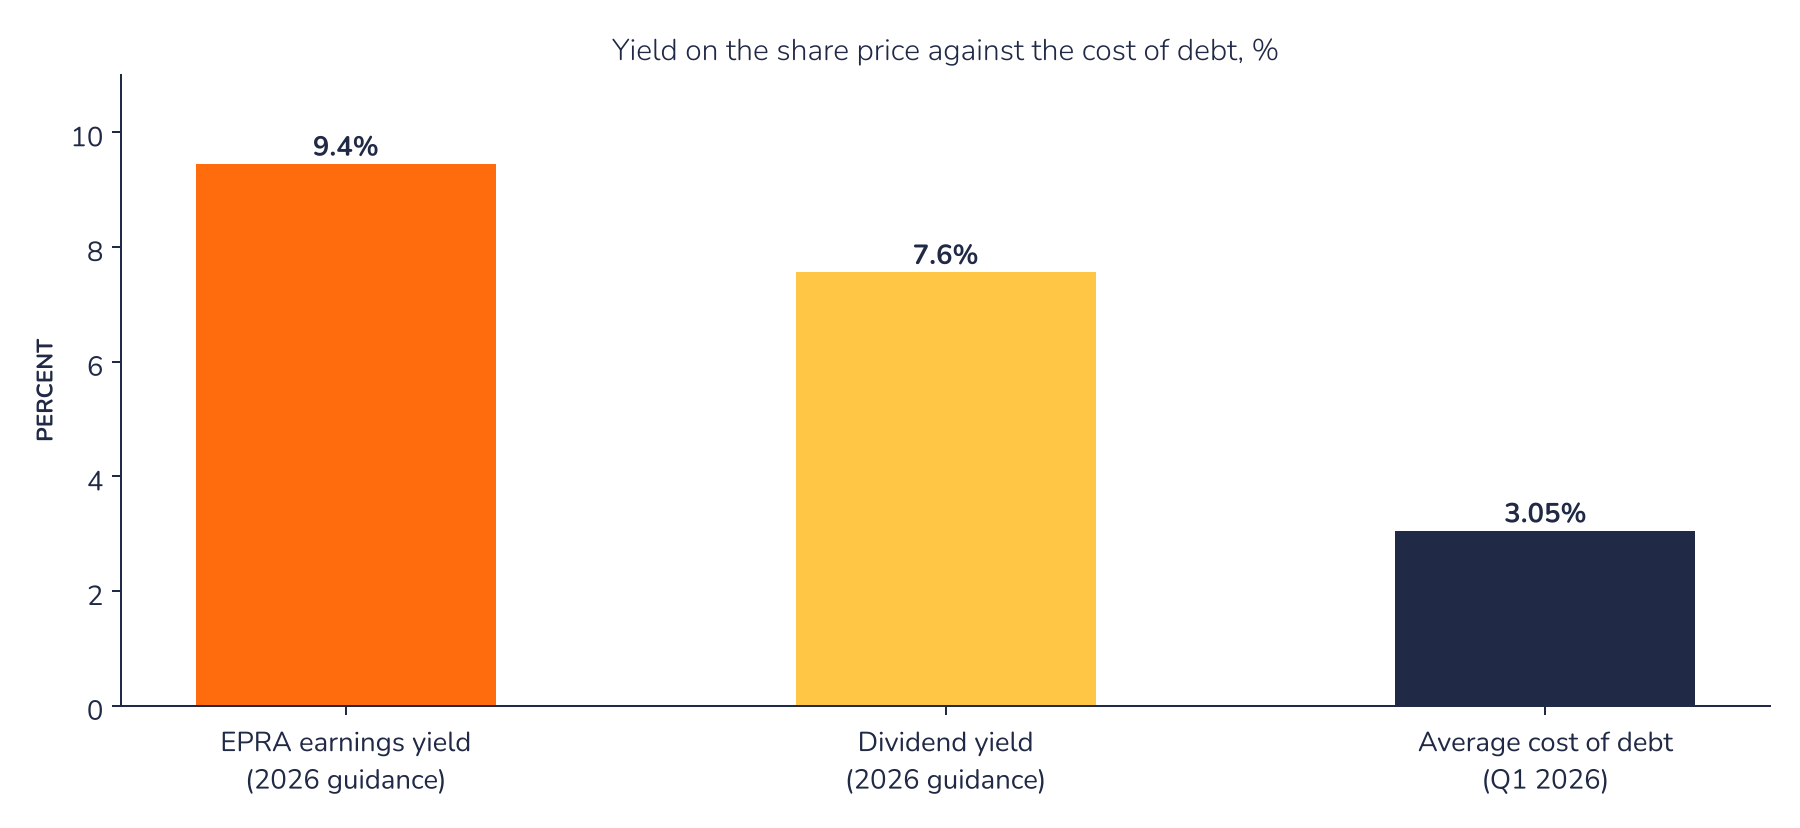 Yield on the share price against the cost of debt, %
PERCENT
10
8
6
4
2
0
9.4%
7.6%
3.05%
EPRA earnings yield
(2026 guidance)
Dividend yield
(2026 guidance)
Average cost of debt
(Q1 2026)